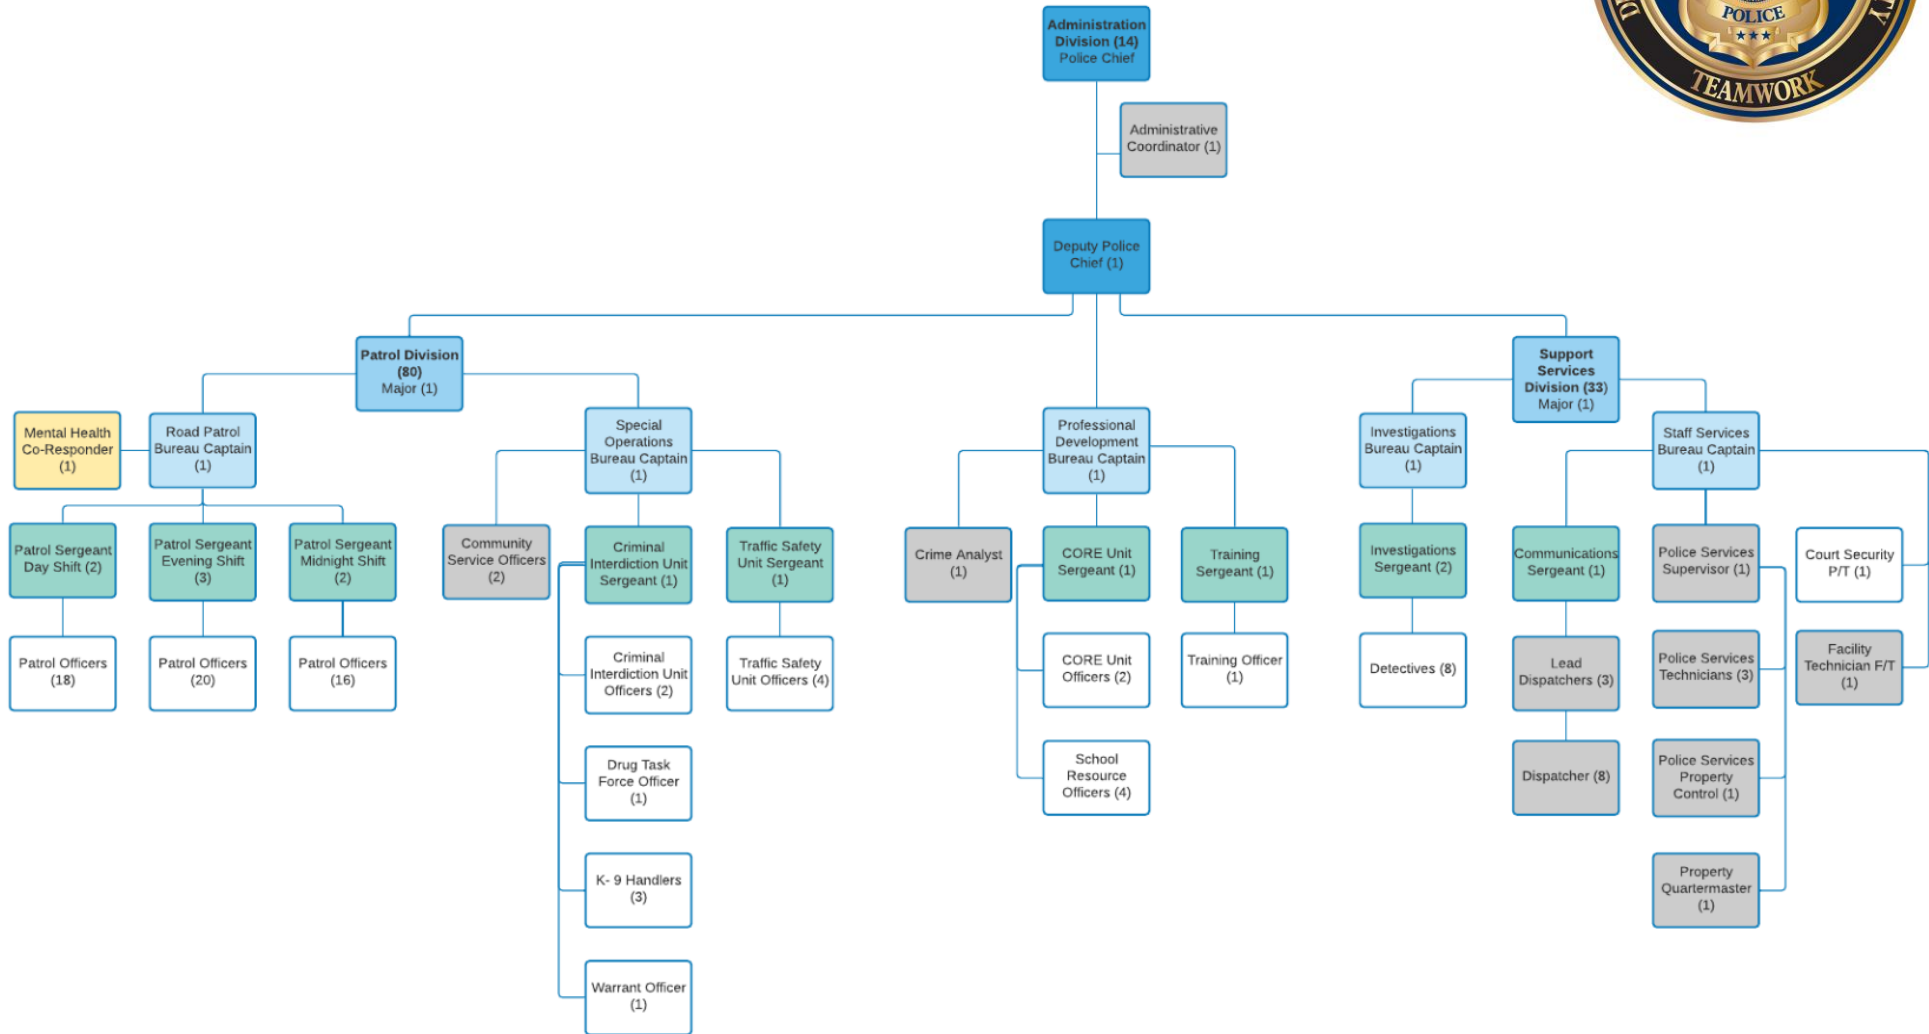 POLICE
TEAMWORK
Administration
Division (14)
Police Chief
Administrative
Coordinator (1)
Deputy Police
Chief (1)
Patrol Division
(80)
Major (1)
Support
Services
Division (33)
Major (1)
Mental Health
Co-Responder
(1)
Road Patrol
Bureau Captain
(1)
Special
Operations
Bureau Captain
(1)
Professional
Development
Bureau Captain
(1)
Investigations
Bureau Captain
(1)
Staff Services
Bureau Captain
(1)
Patrol Sergeant
Day Shift (2)
Patrol Sergeant
Evening Shift
(3)
Patrol Sergeant
Midnight Shift
(2)
Community
Service Officers
(2)
Criminal
Interdiction Unit
Sergeant (1)
Traffic Safety
Unit Sergeant
(1)
Crime Analyst
(1)
CORE Unit
Sergeant (1)
Training
Sergeant (1)
Investigations
Sergeant (2)
Communications
Sergeant (1)
Police Services
Supervisor (1)
Court Security
P/T (1)
Patrol Officers
(18)
Patrol Officers
(20)
Patrol Officers
(16)
Criminal
Interdiction Unit
Officers (2)
Traffic Safety
Unit Officers (4)
CORE Unit
Officers (2)
Training Officer
(1)
Detectives (8)
Lead
Dispatchers (3)
Police Services
Technicians (3)
Facility
Technician F/T
(1)
Drug Task
Force Officer
(1)
School
Resource
Officers (4)
Dispatcher (8)
Police Services
Property
Control (1)
K- 9 Handlers
(3)
Property
Quartermaster
(1)
Warrant Officer
(1)